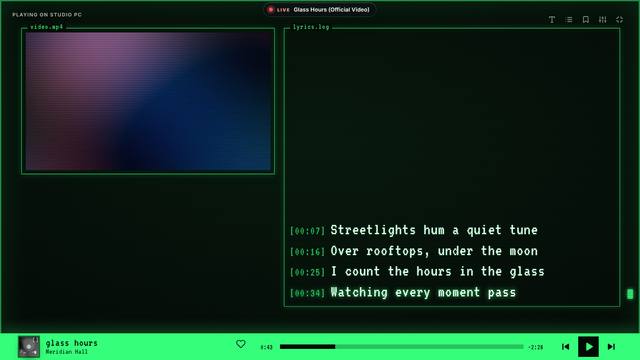 PLAYING ON STUDIO PC
LIVE Glass Hours (Official Video)
video.mp4
lyrics.log
[00:07] Streetlights hum a quiet tune
[00:16] Over rooftops, under the moon
[00:25] I count the hours in the glass
[00:34] Watching every moment pass
glass hours
Meridian Hall
0:43
-2:28